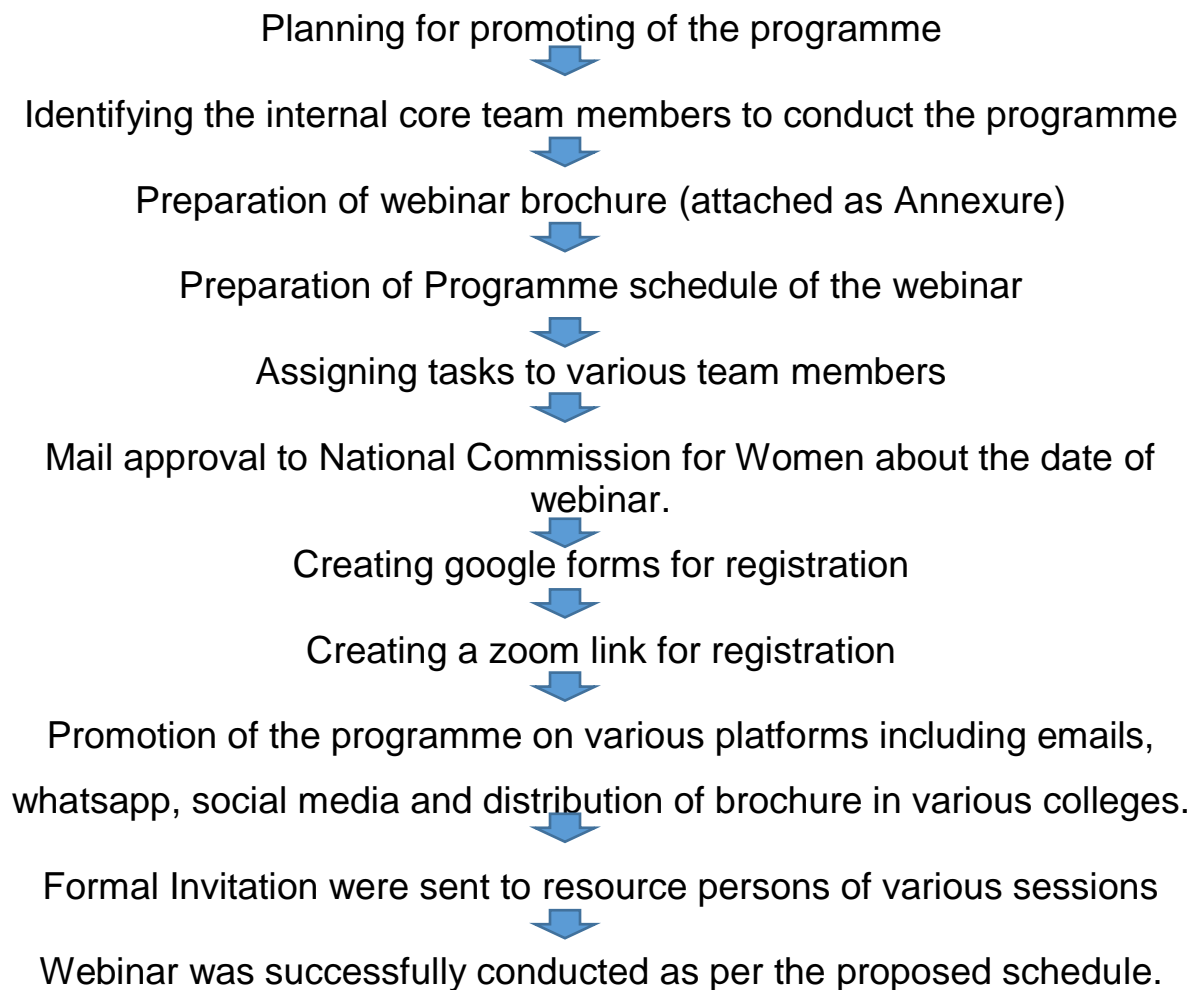 Planning for promoting of the programme
Identifying the internal core team members to conduct the programme
Preparation of webinar brochure (attached as Annexure)
Preparation of Programme schedule of the webinar
Assigning tasks to various team members
Mail approval to National Commission for Women about the date of
webinar.
Creating google forms for registration
Creating a zoom link for registration
Promotion of the programme on various platforms including emails,
whatsapp, social media and distribution of brochure in various colleges.
Formal Invitation were sent to resource persons of various sessions
Webinar was successfully conducted as per the proposed schedule.